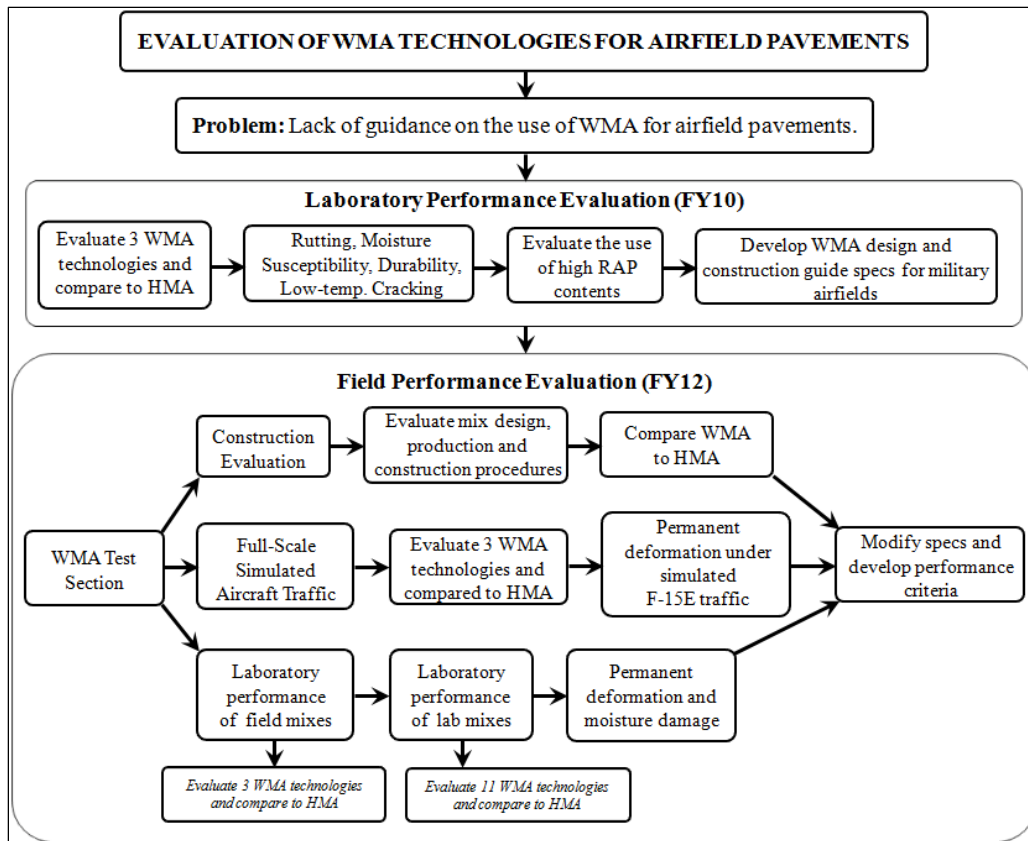 EVALUATION OF WMA TECHNOLOGIES FOR AIRFIELD PAVEMENTS
Problem: Lack of guidance on the use of WMA for airfield pavements.
Laboratory Performance Evaluation (FY10)
Evaluate 3 WMA
technologies and
compare to HMA
Rutting, Moisture
Susceptibility, Durability,
Low-temp. Cracking
Evaluate the use
of high RAP
contents
Develop WMA design and
construction guide specs for military
airfields
Field Performance Evaluation (FY12)
WMA Test
Section
Construction
Evaluation
Evaluate mix design,
production and
construction procedures
Compare WMA
to HMA
Full-Scale
Simulated
Aircraft Traffic
Evaluate 3 WMA
technologies and
compared to HMA
Permanent
deformation under
simulated
F-15E traffic
Modify specs and
develop performance
criteria
Laboratory
performance
of field mixes
Laboratory
performance
of lab mixes
Permanent
deformation and
moisture damage
Evaluate 3 WMA technologies
and compare to HMA
Evaluate 11 WMA technologies
and compare to HMA